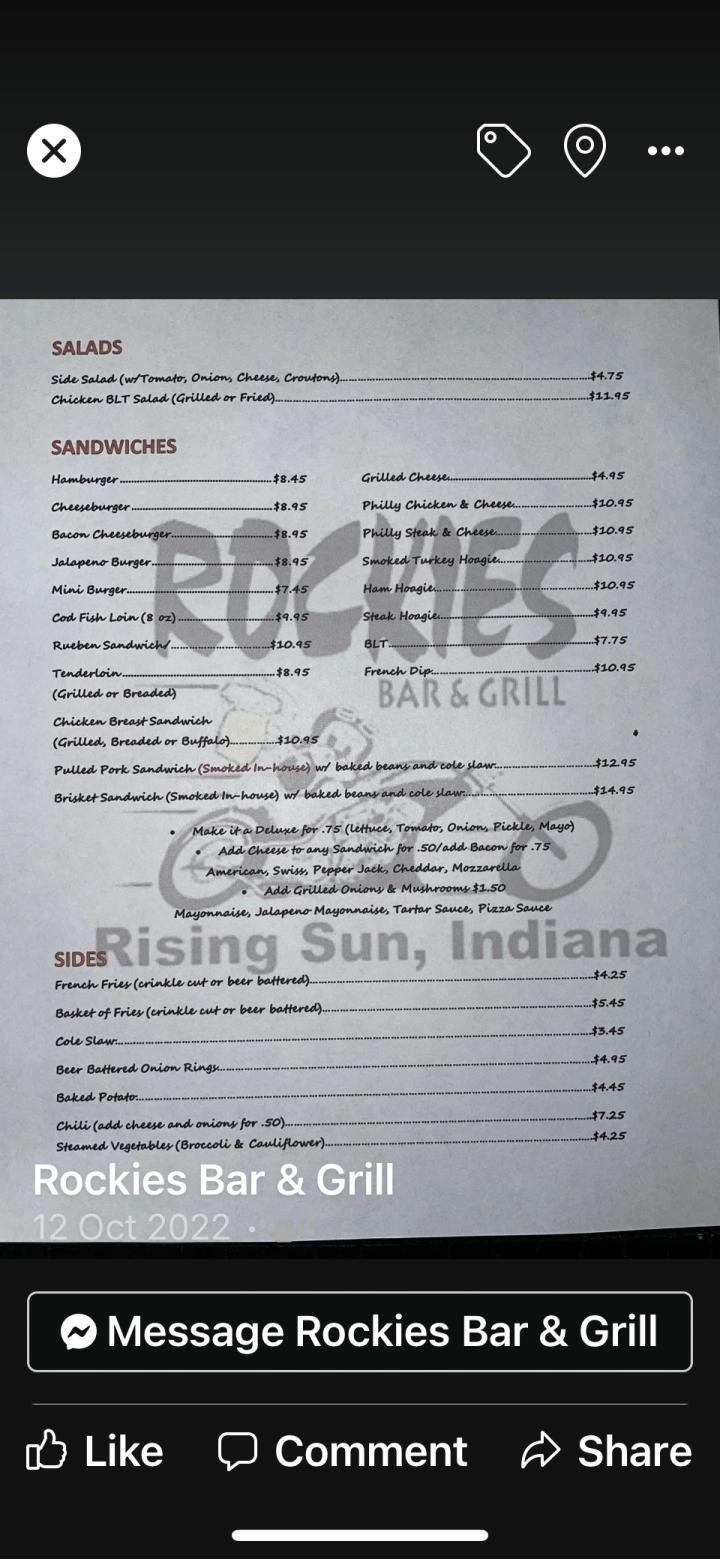 SALADS
Side Salad (w/Tomato, Onion, Cheese, Croutons)....$4.75
Chicken BLT Salad (Grilled or Fried)....$11.95
SANDWICHES
Hamburger....$8.45
Cheeseburger....$8.95
Bacon Cheeseburger....$8.95
Jalapeno Burger....$8.95
Mini Burger....$7.45
Cod Fish Loin (8 oz)....$9.95
Rueben Sandwich....$10.95
Tenderloin....$8.95
(Grilled or Breaded)
Chicken Breast Sandwich
(Grilled, Breaded or Buffalo)....$10.95
Grilled Cheese....$4.95
Philly Chicken & Cheese....$10.95
Philly Steak & Cheese....$10.95
Smoked Turkey Hoagie....$10.95
Ham Hoagie....$10.95
Steak Hoagie....$9.95
BLT....$7.75
French Dip....$10.95
ROCKIES
BAR & GRILL
Pulled Pork Sandwich (Smoked In-house) w/ baked beans and cole slaw....$12.95
Brisket Sandwich (Smoked In-house) w/ baked beans and cole slaw....$14.95
• Make it a Deluxe for .75 (lettuce, Tomato, Onion, Pickle, Mayo)
• Add Cheese to any Sandwich for .50/add Bacon for .75
American, Swiss, Pepper Jack, Cheddar, Mozzarella
• Add Grilled Onions & Mushrooms $1.50
Mayonnaise, Jalapeno Mayonnaise, Tartar Sauce, Pizza Sauce
Rising Sun, Indiana
SIDES
French Fries (crinkle cut or beer battered)....$4.25
Basket of Fries (crinkle cut or beer battered)....$5.45
Cole Slaw....$3.45
Beer Battered Onion Rings....$4.95
Baked Potato....$4.45
Chili (add cheese and onions for .50)....$7.25
Steamed Vegetables (Broccoli & Cauliflower)....$4.25
Rockies Bar & Grill
12 Oct 2022 ·
Message Rockies Bar & Grill
Like
Comment
Share